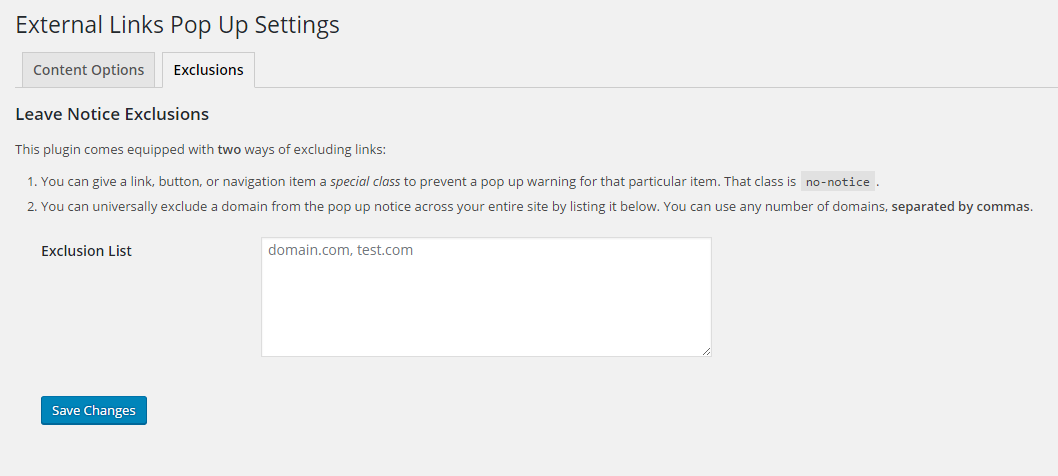 External Links Pop Up Settings
Content Options
Exclusions
Leave Notice Exclusions
This plugin comes equipped with two ways of excluding links:
1. You can give a link, button, or navigation item a special class to prevent a pop up warning for that particular item. That class is no-notice .
2. You can universally exclude a domain from the pop up notice across your entire site by listing it below. You can use any number of domains, separated by commas.
Exclusion List
domain.com, test.com
Save Changes